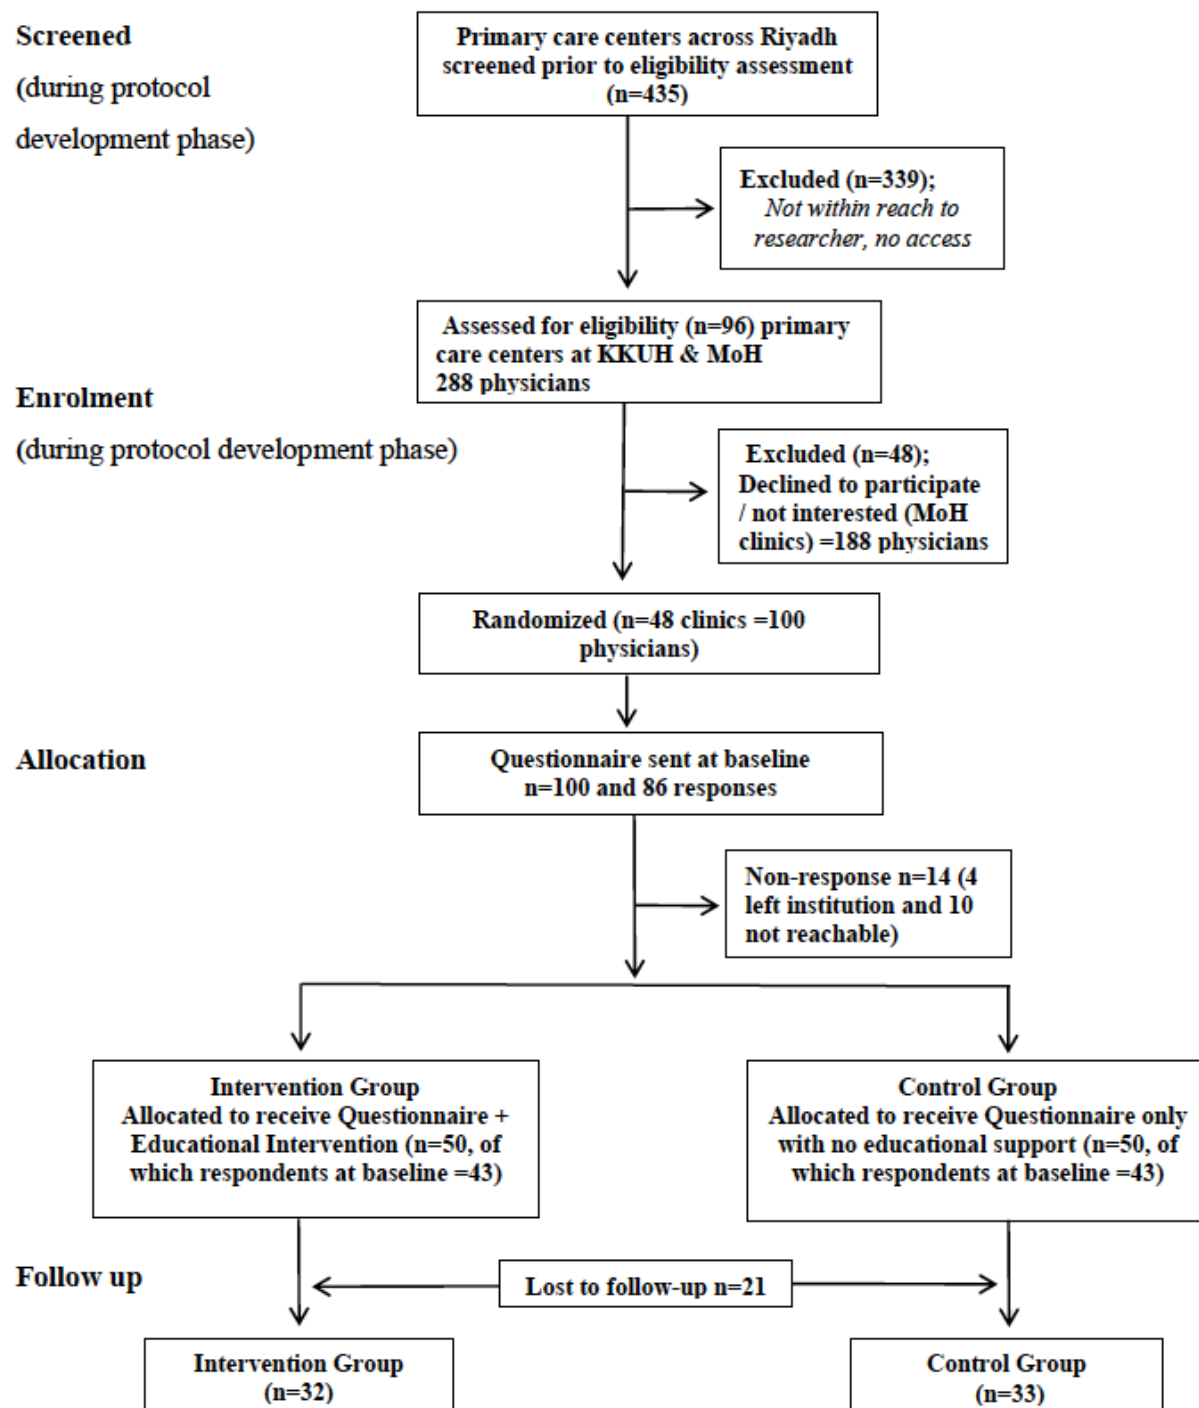 Screened
(during protocol
development phase)
Primary care centers across Riyadh
screened prior to eligibility assessment
(n=435)
Excluded (n=339);
Not within reach to
researcher, no access
Assessed for eligibility (n=96) primary
care centers at KKUH & MoH
288 physicians
Enrolment
(during protocol development phase)
Excluded (n=48);
Declined to participate
/ not interested (MoH
clinics) =188 physicians
Randomized (n=48 clinics =100
physicians)
Allocation
Questionnaire sent at baseline
n=100 and 86 responses
Non-response n=14 (4
left institution and 10
not reachable)
Intervention Group
Allocated to receive Questionnaire +
Educational Intervention (n=50, of
which respondents at baseline =43)
Control Group
Allocated to receive Questionnaire only
with no educational support (n=50, of
which respondents at baseline =43)
Follow up
Lost to follow-up n=21
Intervention Group
(n=32)
Control Group
(n=33)